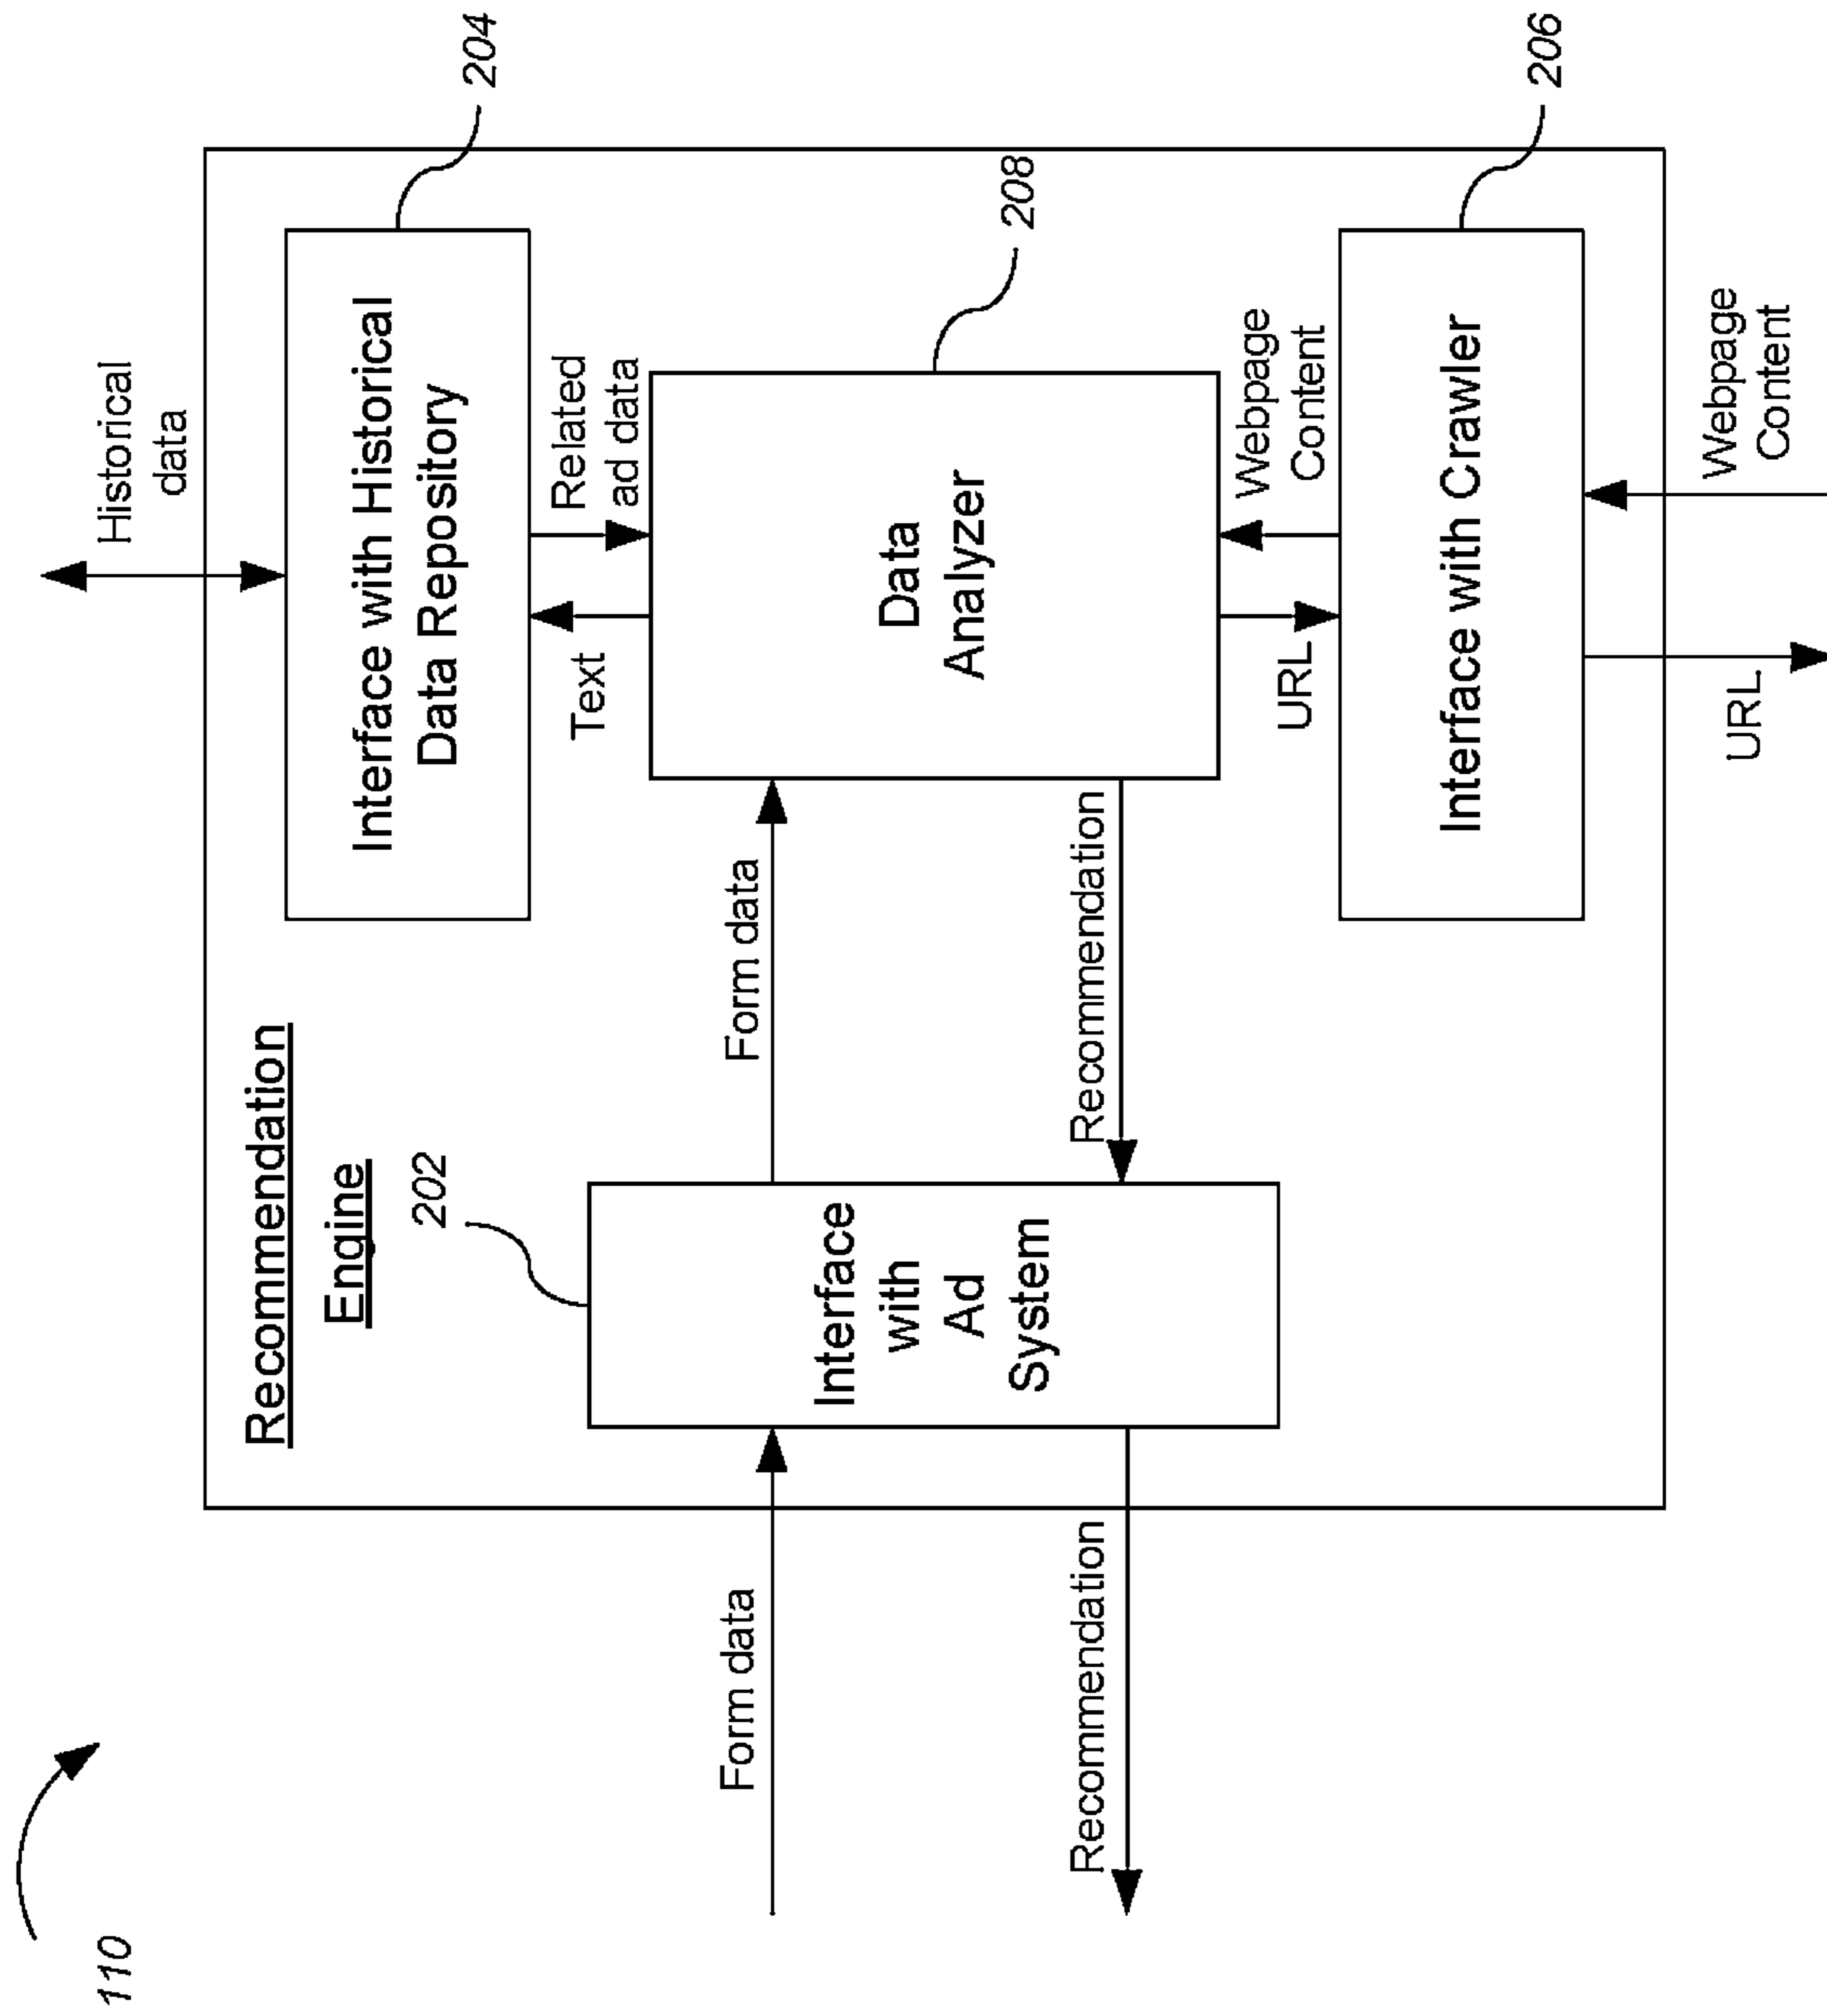 110
Recommendation
Engine
202
Interface
with
Ad
System
Form data
Recommendation
Form data
Recommendation
Historical
data
Interface with Historical
Data Repository
204
Text
Related
ad data
Data
Analyzer
208
URL
Webpage
Content
Interface with Crawler
206
URL
Webpage
Content